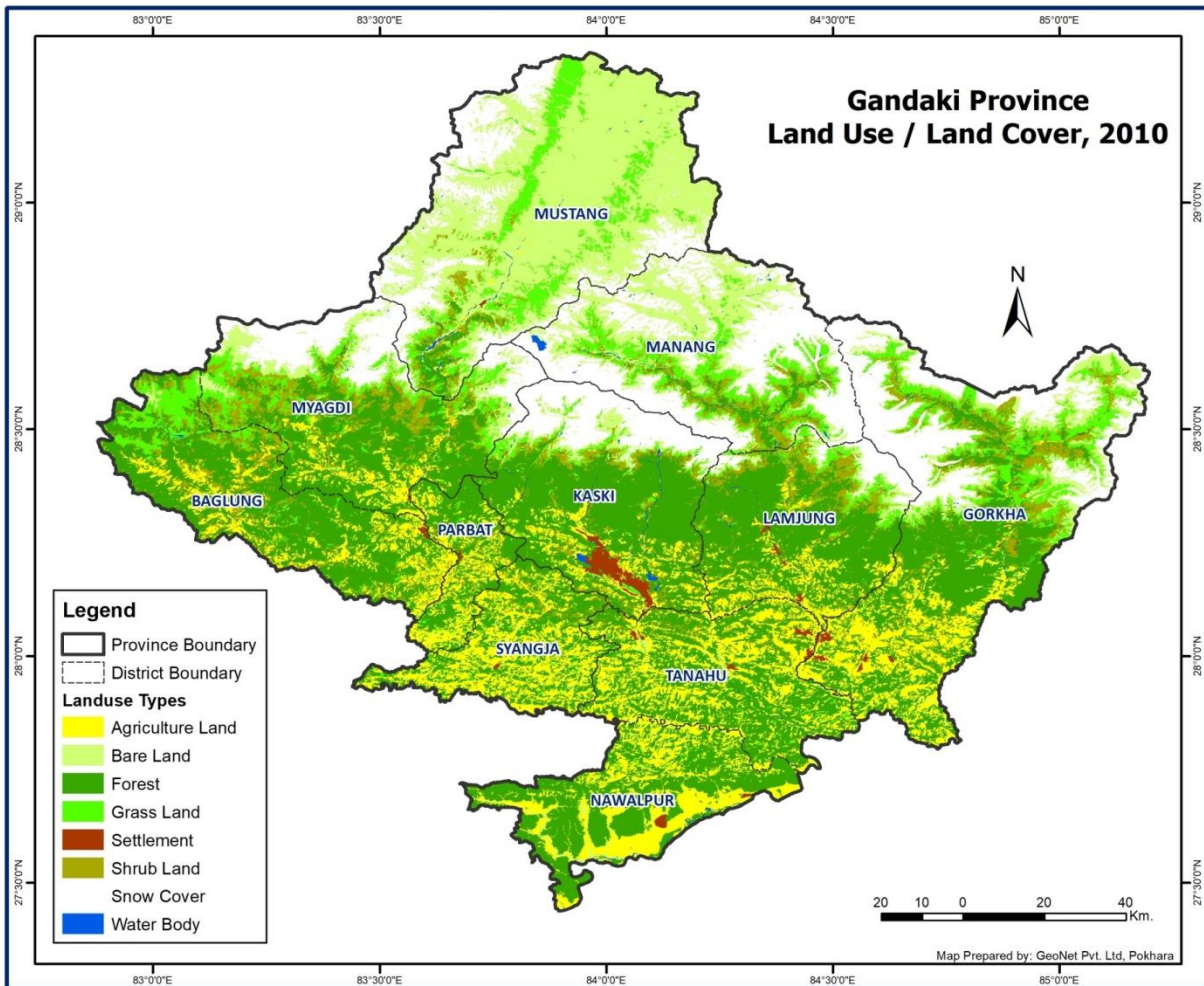 83°0'0"E 83°30'0"E 84°0'0"E 84°30'0"E 85°0'0"E
Gandaki Province
Land Use / Land Cover, 2010
29°0'0"N 29°0'0"N
MUSTANG
N
MANANG
MYAGDI
28°30'0"N 28°30'0"N
BAGLUNG
KASKI
LAMJUNG
GORKHA
PARBAT
Legend
Province Boundary
District Boundary
Landuse Types
Agriculture Land
Bare Land
Forest
Grass Land
Settlement
Shrub Land
Snow Cover
Water Body
SYANGJA
28°0'0"N 28°0'0"N
TANAHU
NAWALPUR
27°30'0"N 27°30'0"N
20 10 0 20 40
Km.
Map Prepared by: GeoNet Pvt. Ltd, Pokhara
83°0'0"E 83°30'0"E 84°0'0"E 84°30'0"E 85°0'0"E